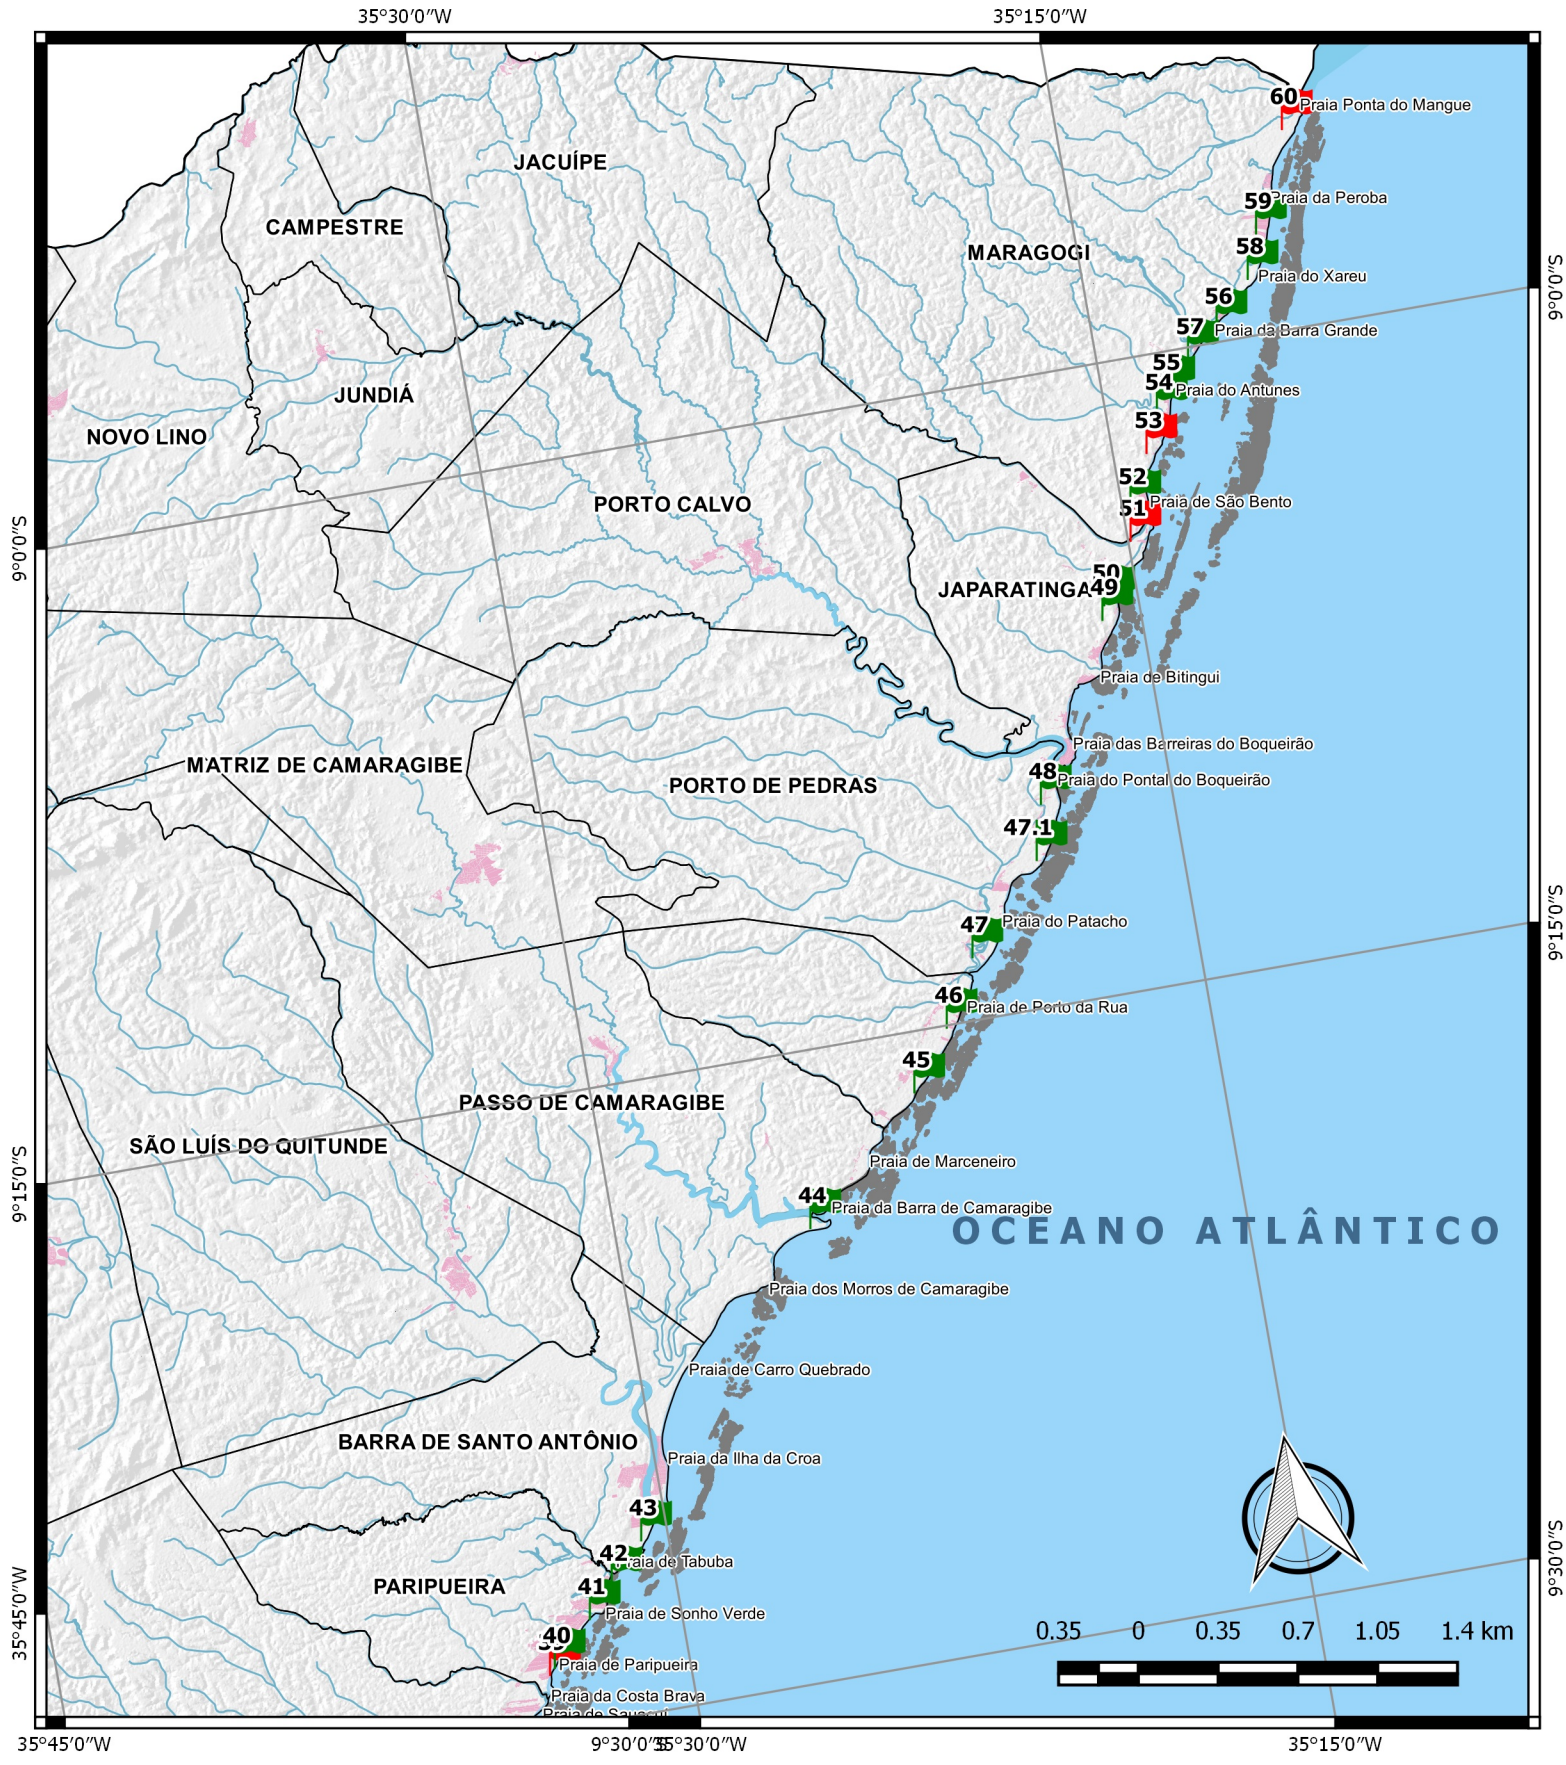 35°30′0″W 35°15′0″W
60 Praia Ponta do Mangue
JACUÍPE
59 Praia da Peroba
CAMPESTRE
MARAGOGI
58
Praia do Xareu
56
9°0′0″S
57 Praia da Barra Grande
55
54 Praia do Antunes
JUNDIÁ
53
NOVO LINO
52
PORTO CALVO
51 Praia de São Bento
9°0′0″S
50
JAPARATINGA 49
Praia de Bitingui
Praia das Barreiras do Boqueirão
MATRIZ DE CAMARAGIBE
48 Praia do Pontal do Boqueirão
PORTO DE PEDRAS
47.1
47 Praia do Patacho
9°15′0″S
46 Praia de Porto da Rua
45
PASSO DE CAMARAGIBE
SÃO LUÍS DO QUITUNDE
Praia de Marceneiro
9°15′0″S
44 Praia da Barra de Camaragibe
OCEANO ATLÂNTICO
Praia dos Morros de Camaragibe
Praia de Carro Quebrado
BARRA DE SANTO ANTÔNIO
Praia da Ilha da Croa
43
42 Praia de Tabuba
9°30′0″S
PARIPUEIRA
41
Praia de Sonho Verde
35°45′0″W
40
39
Praia de Paripueira
0.35 0 0.35 0.7 1.05 1.4 km
Praia da Costa Brava
Praia de Sauaçui
35°45′0″W 9°30′0″S 35°30′0″W 35°15′0″W